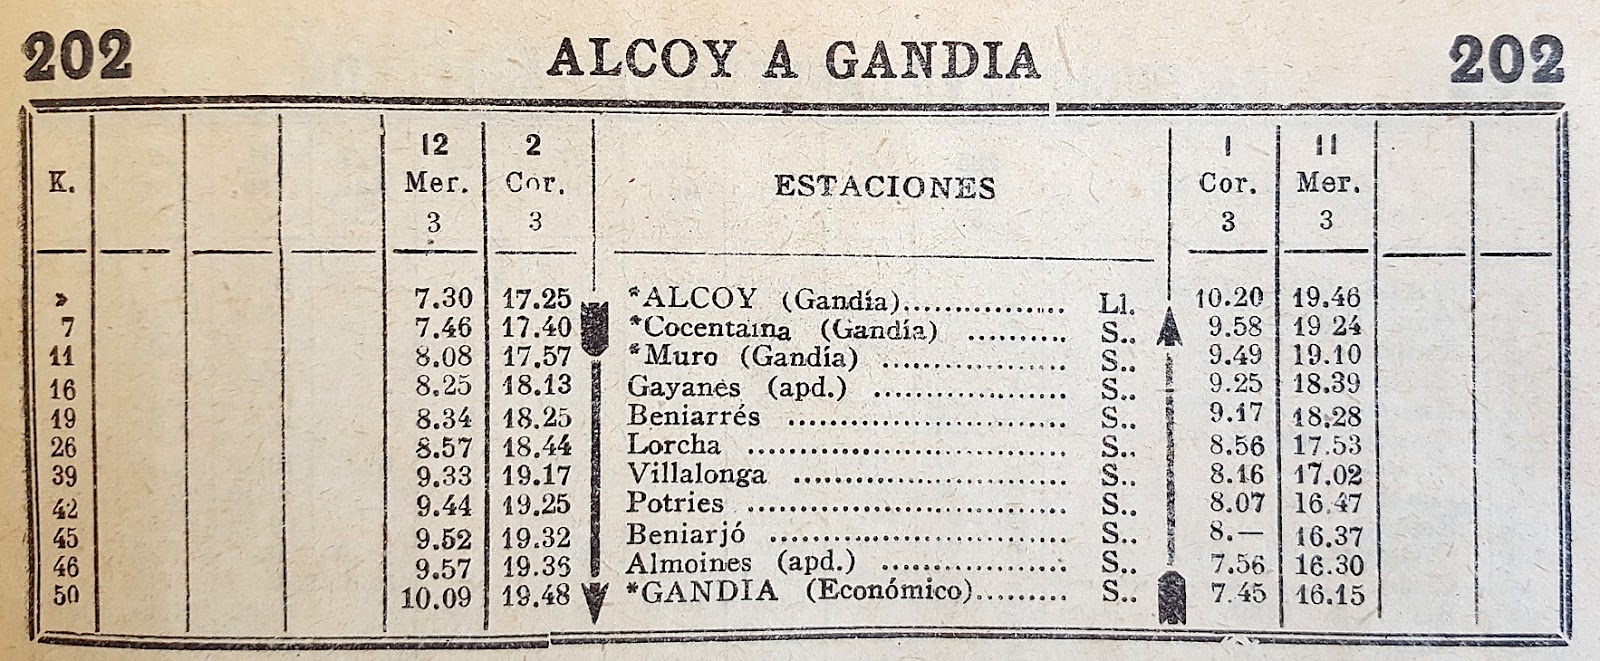 202 ALCOY A GANDIA 202
12 2 1 11
K. Mer. Cor. ESTACIONES Cor. Mer.
3 3 3 3
» 7.30 17.25 *ALCOY (Gandía).................. Ll. 10.20 19.46
7 7.46 17.40 *Cocentaina (Gandía) .......... S.. 9.58 19 24
11 8.08 17.57 *Muro (Gandía) ................... S.. 9.49 19.10
16 8.25 18.13 Gayanes (apd.) .................... S.. 9.25 18.39
19 8.34 18.25 Beniarrés ............................ S.. 9.17 18.28
26 8.57 18.44 Lorcha ................................ S.. 8.56 17.53
39 9.33 19.17 Villalonga ............................ S.. 8.16 17.02
42 9.44 19.25 Potries ................................ S.. 8.07 16.47
45 9.52 19.32 Beniarjó .............................. S.. 8.— 16.37
46 9.57 19.36 Almoines (apd.) ................... S.. 7.56 16.30
50 10.09 19.48 *GANDIA (Económico)......... S.. 7.45 16.15